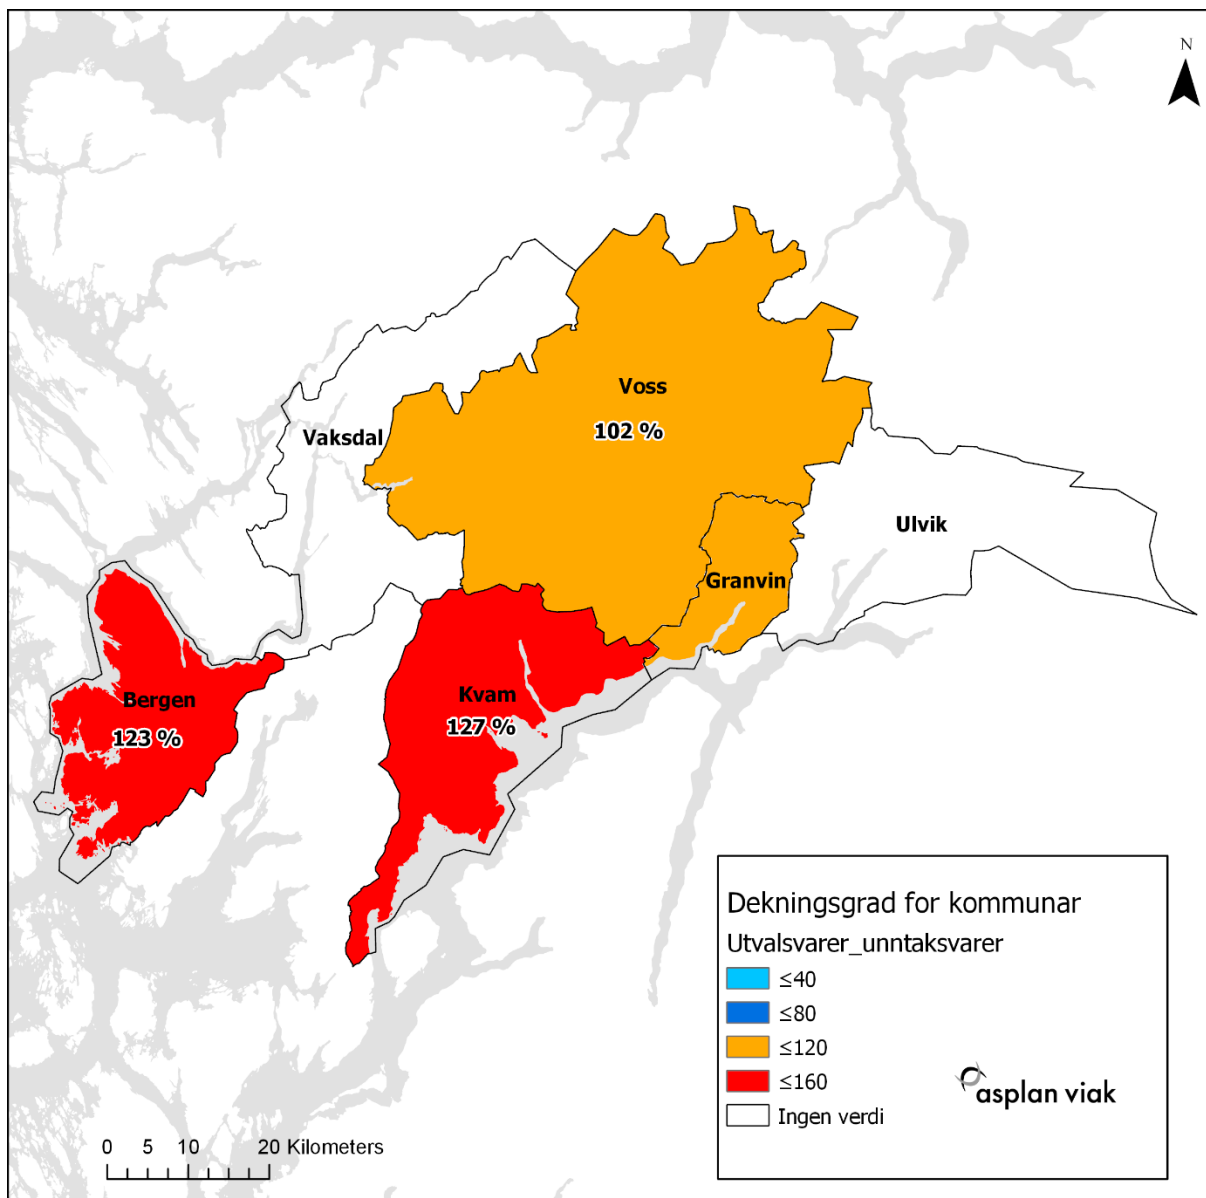 N
Voss
102 %
Vaksdal
Ulvik
Granvin
Bergen
123 %
Kvam
127 %
Dekningsgrad for kommunar
Utvalsvarer_unntaksvarer
≤40
≤80
≤120
≤160
Ingen verdi
asplan viak
0 5 10 20 Kilometers